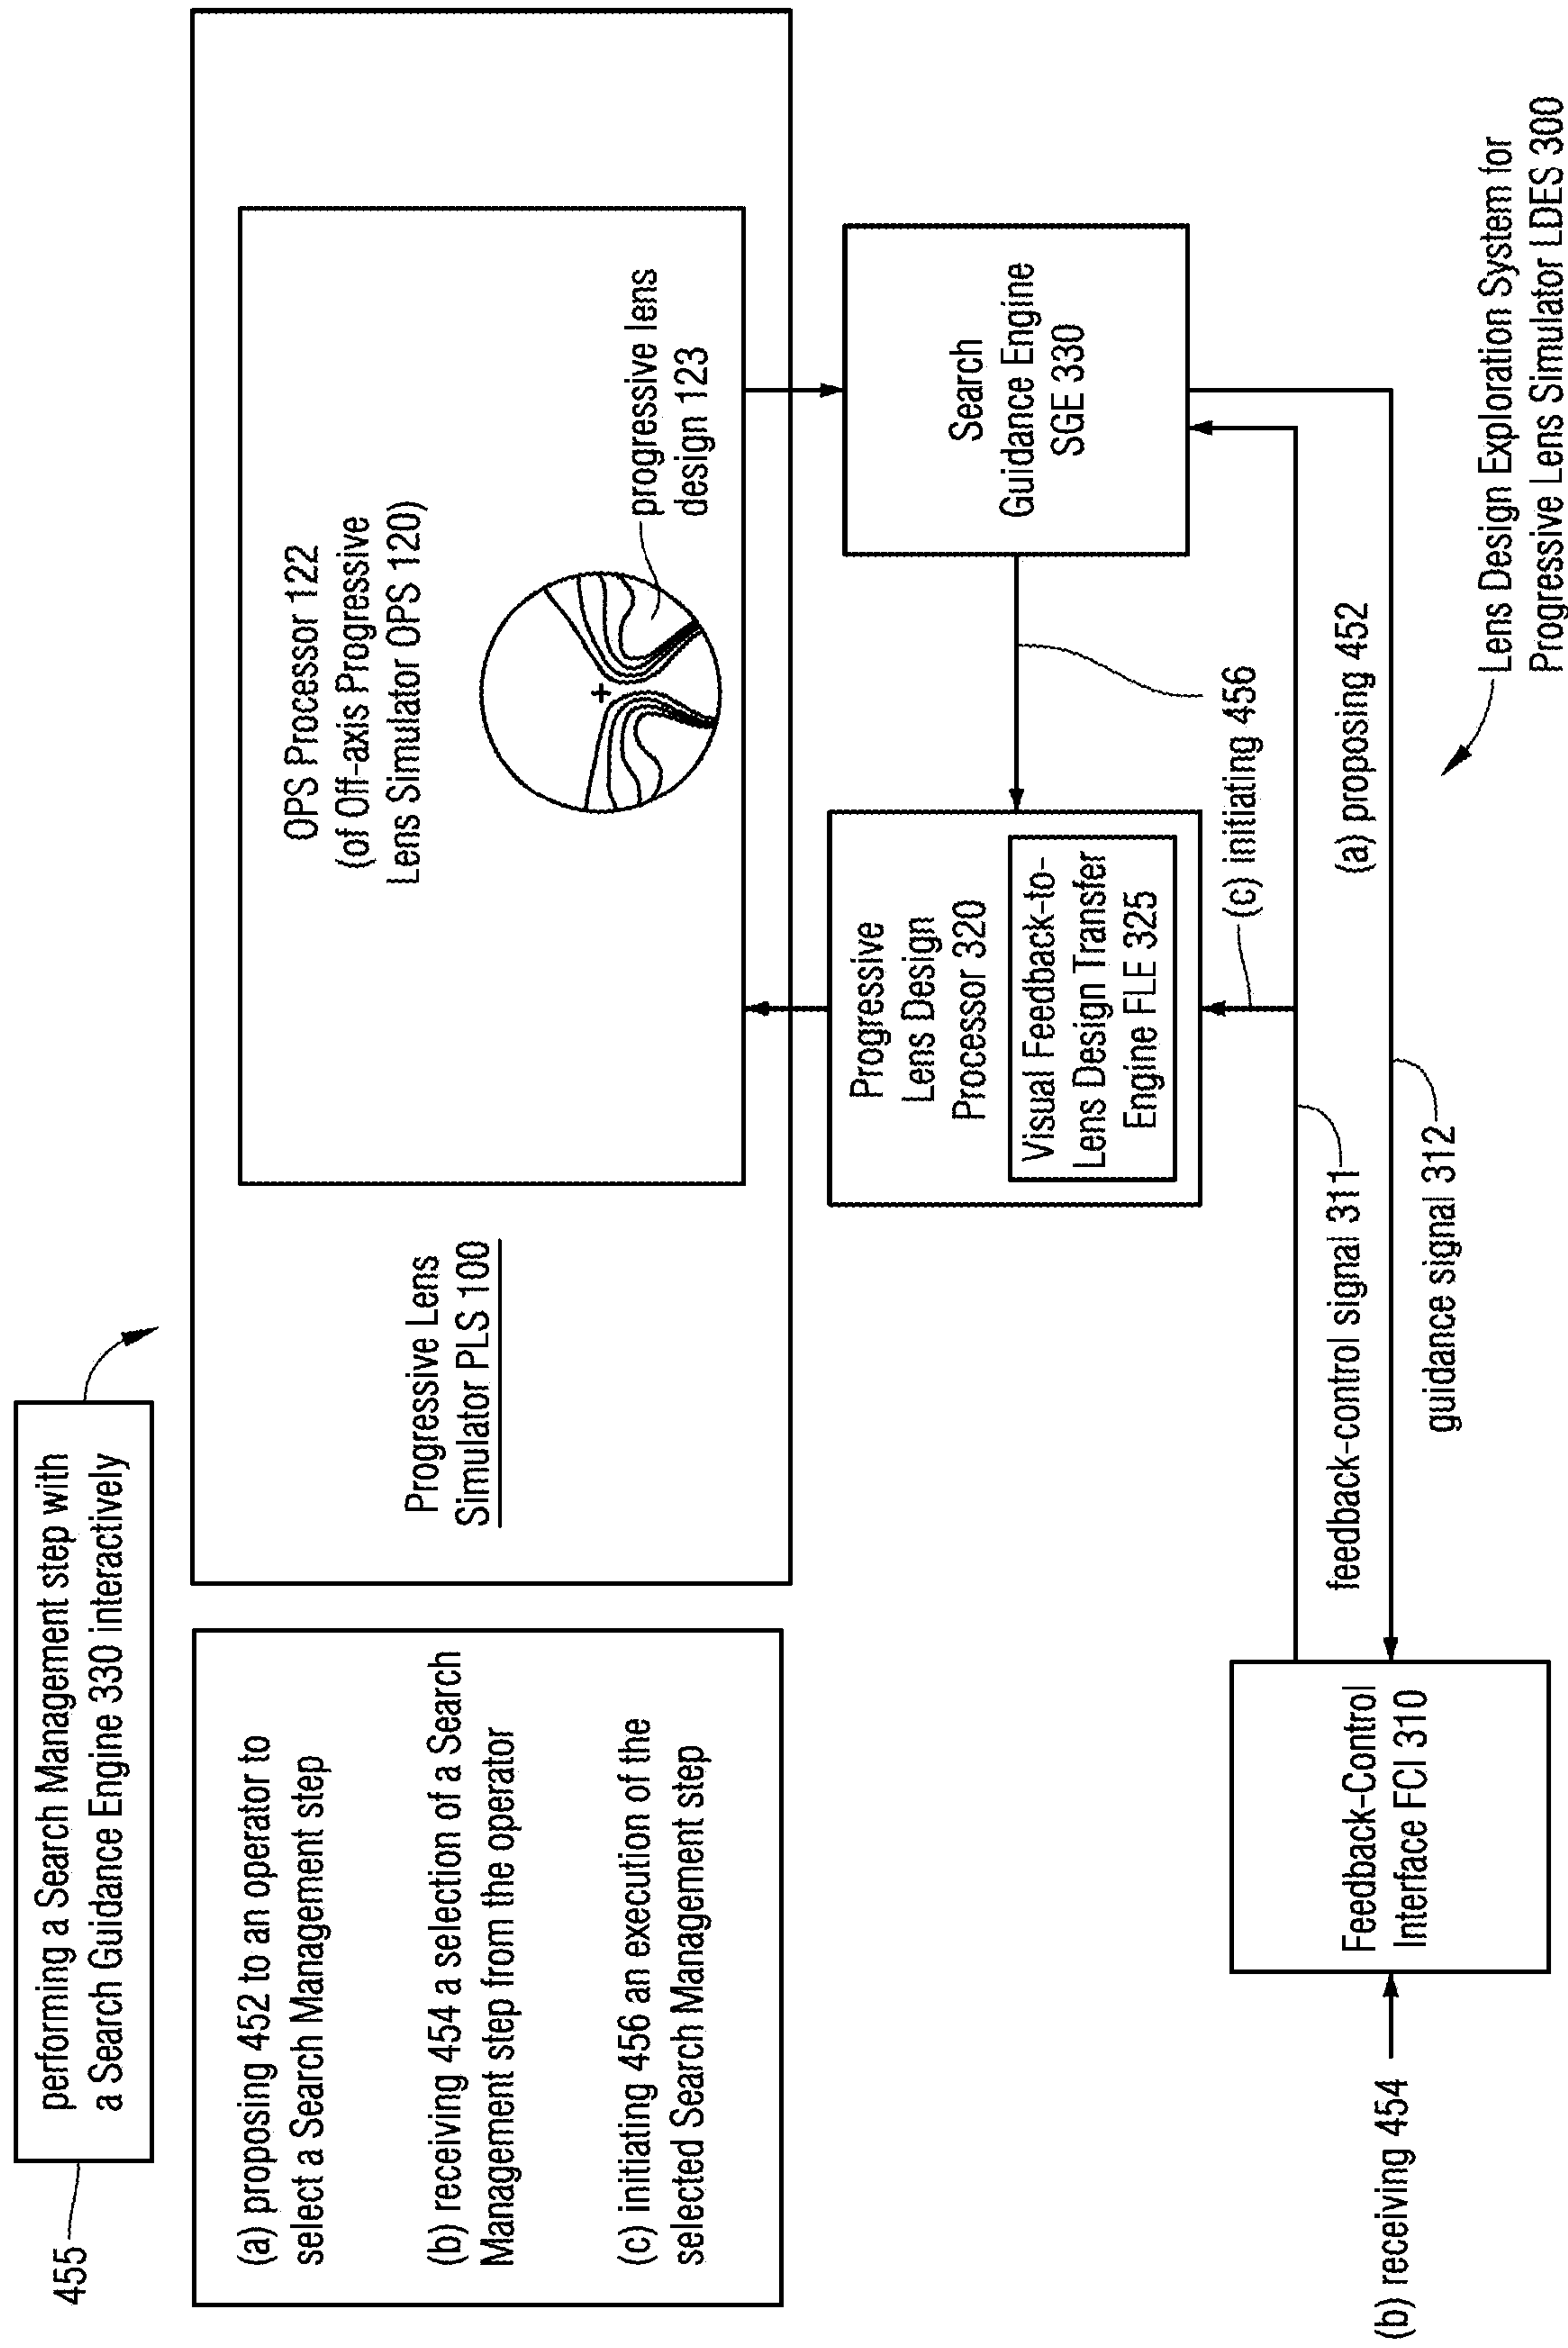 455
performing a Search Management step with
a Search Guidance Engine 330 interactively
(a) proposing 452 to an operator to
select a Search Management step
(b) receiving 454 a selection of a Search
Management step from the operator
(c) initiating 456 an execution of the
selected Search Management step
Progressive Lens
Simulator PLS 100
OPS Processor 122
(of Off-axis Progressive
Lens Simulator OPS 120)
progressive lens
design 123
Progressive
Lens Design
Processor 320
Visual Feedback-to-
Lens Design Transfer
Engine FLE 325
Search
Guidance Engine
SGE 330
(c) initiating 456
(a) proposing 452
feedback-control signal 311
guidance signal 312
(b) receiving 454
Feedback-Control
Interface FCI 310
Lens Design Exploration System for
Progressive Lens Simulator LDES 300